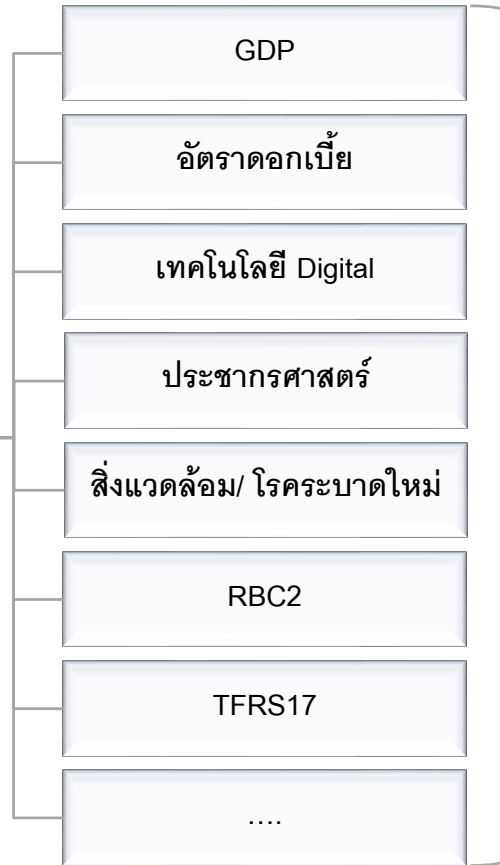 GDP
อัตราดอกเบี้ย
เทคโนโลยี Digital
ประชากรศาสตร์
สิ่งแวดล้อม/ โรคระบาดใหม่
RBC2
TFRS17
....